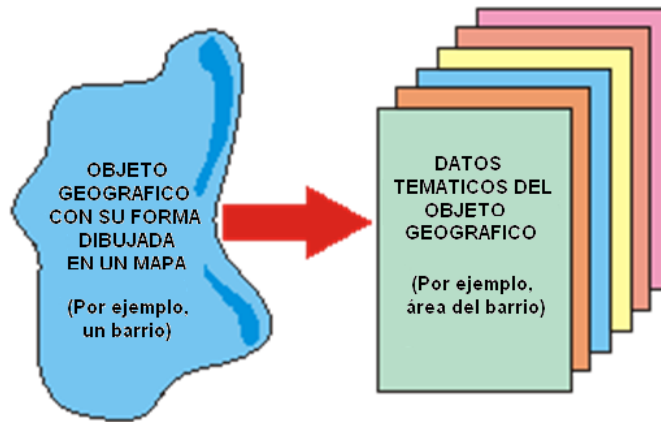 OBJETO
GEOGRAFICO
CON SU FORMA
DIBUJADA
EN UN MAPA
(Por ejemplo,
un barrio)
DATOS
TEMATICOS DEL
OBJETO
GEOGRAFICO
(Por ejemplo,
área del barrio)